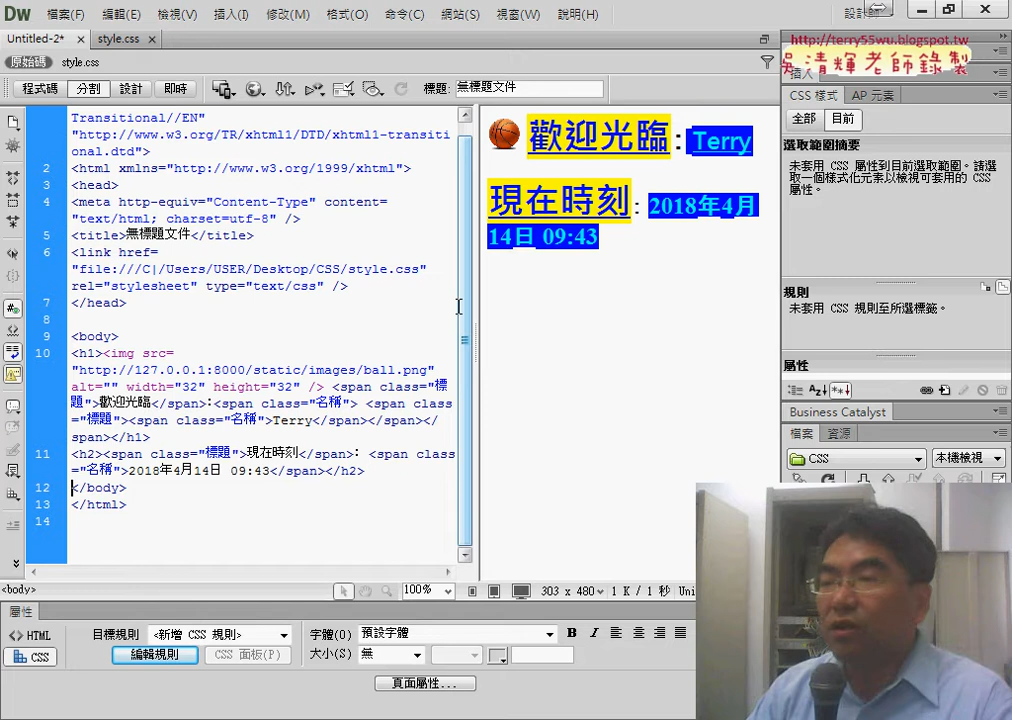 Dw 檔案(F) 編輯(E) 檢視(V) 插入(I) 修改(M) 格式(O) 命令(C) 網站(S) 視窗(W) 說明(H)
Untitled-2* × style.css ×
http://terry55wu.blogspot.tw
吳清輝老師錄製
原始碼 style.css
程式碼 分割 設計 即時 標題: 無標題文件
CSS 樣式 AP 元素
全部 目前
選取範圍摘要
未套用 CSS 屬性到目前選取範圍。請選取一個樣式化元素以檢視可套用的 CSS 屬性。
Transitional//EN"
"http://www.w3.org/TR/xhtml1/DTD/xhtml1-transiti
onal.dtd">
2 <html xmlns="http://www.w3.org/1999/xhtml">
3 <head>
4 <meta http-equiv="Content-Type" content=
"text/html; charset=utf-8" />
5 <title>無標題文件</title>
6 <link href=
"file:///C|/Users/USER/Desktop/CSS/style.css"
rel="stylesheet" type="text/css" />
7 </head>
8
9 <body>
10 <h1><img src=
"http://127.0.0.1:8000/static/images/ball.png"
alt="" width="32" height="32" /> <span class="標
題">歡迎光臨</span>:<span class="名稱"> <span class
="標題"><span class="名稱">Terry</span></span></
span></h1>
11 <h2><span class="標題">現在時刻</span>: <span class
="名稱">2018年4月14日 09:43</span></h2>
12 </body>
13 </html>
14
歡迎光臨:Terry
現在時刻: 2018年4月
14日 09:43
規則
未套用 CSS 規則至所選標籤。
屬性
Business Catalyst
檔案 資源
CSS 本機檢視
<body> 100% 303 x 480 1 K / 1 秒 Uni
屬性
<> HTML 目標規則 <新增 CSS 規則> 字體(O) 預設字體 B I
CSS 編輯規則 CSS 面板(P) 大小(S) 無
頁面屬性...